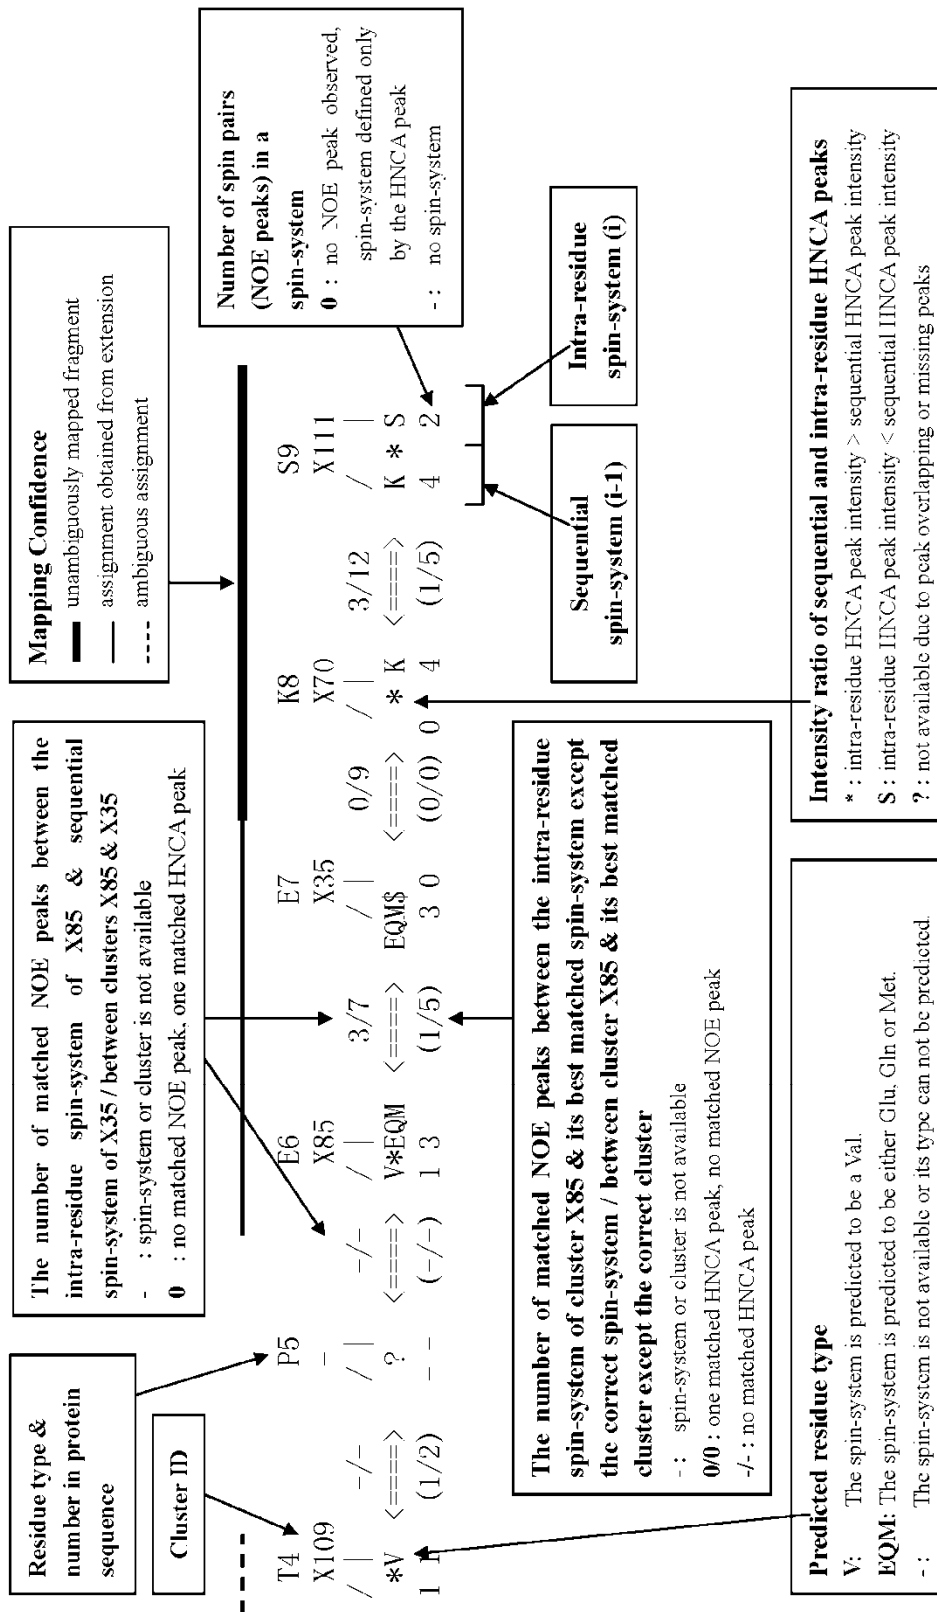 Residue type &
number in protein
sequence
Cluster ID
The number of matched NOE peaks between the
intra-residue spin-system of X85 & sequential
spin-system of X35 / between clusters X85 & X35
- : spin-system or cluster is not available
0 : no matched NOE peak, one matched HNCA peak
Mapping Confidence
unambiguously mapped fragment
assignment obtained from extension
ambiguous assignment
Number of spin pairs
(NOE peaks) in a
spin-system
0 : no NOE peak observed,
spin-system defined only
by the HNCA peak
- : no spin-system
T4 P5 E6 E7 K8 S9
X109 - X85 X35 X70 X111
/ | -/- / | -/- / | 3/7 / | 0/9 / | 3/12 / |
*V <====> ? <====> V*EQM <====> EQM$ <====> * K <====> K * S
1 1 (1/2) - - (-/-) 1 3 (1/5) 3 0 (0/0) 0 4 (1/5) 4 2
Sequential
spin-system (i-1)
Intra-residue
spin-system (i)
The number of matched NOE peaks between the intra-residue
spin-system of cluster X85 & its best matched spin-system except
the correct spin-system / between cluster X85 & its best matched
cluster except the correct cluster
- : spin-system or cluster is not available
0/0 : one matched HNCA peak, no matched NOE peak
-/- : no matched HNCA peak
Predicted residue type
V: The spin-system is predicted to be a Val.
EQM: The spin-system is predicted to be either Glu, Gln or Met.
- : The spin-system is not available or its type can not be predicted.
Intensity ratio of sequential and intra-residue HNCA peaks
* : intra-residue HNCA peak intensity > sequential HNCA peak intensity
S : intra-residue HNCA peak intensity < sequential HNCA peak intensity
? : not available due to peak overlapping or missing peaks